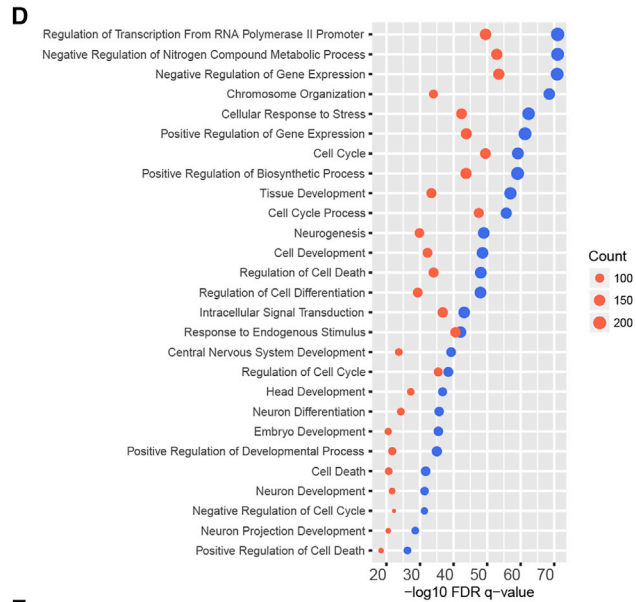 D
Regulation of Transcription From RNA Polymerase II Promoter
Negative Regulation of Nitrogen Compound Metabolic Process
Negative Regulation of Gene Expression
Chromosome Organization
Cellular Response to Stress
Positive Regulation of Gene Expression
Cell Cycle
Positive Regulation of Biosynthetic Process
Tissue Development
Cell Cycle Process
Neurogenesis
Cell Development
Regulation of Cell Death
Regulation of Cell Differentiation
Intracellular Signal Transduction
Response to Endogenous Stimulus
Central Nervous System Development
Regulation of Cell Cycle
Head Development
Neuron Differentiation
Embryo Development
Positive Regulation of Developmental Process
Cell Death
Neuron Development
Negative Regulation of Cell Cycle
Neuron Projection Development
Positive Regulation of Cell Death
20 30 40 50 60 70
−log10 FDR q−value
Count
100
150
200